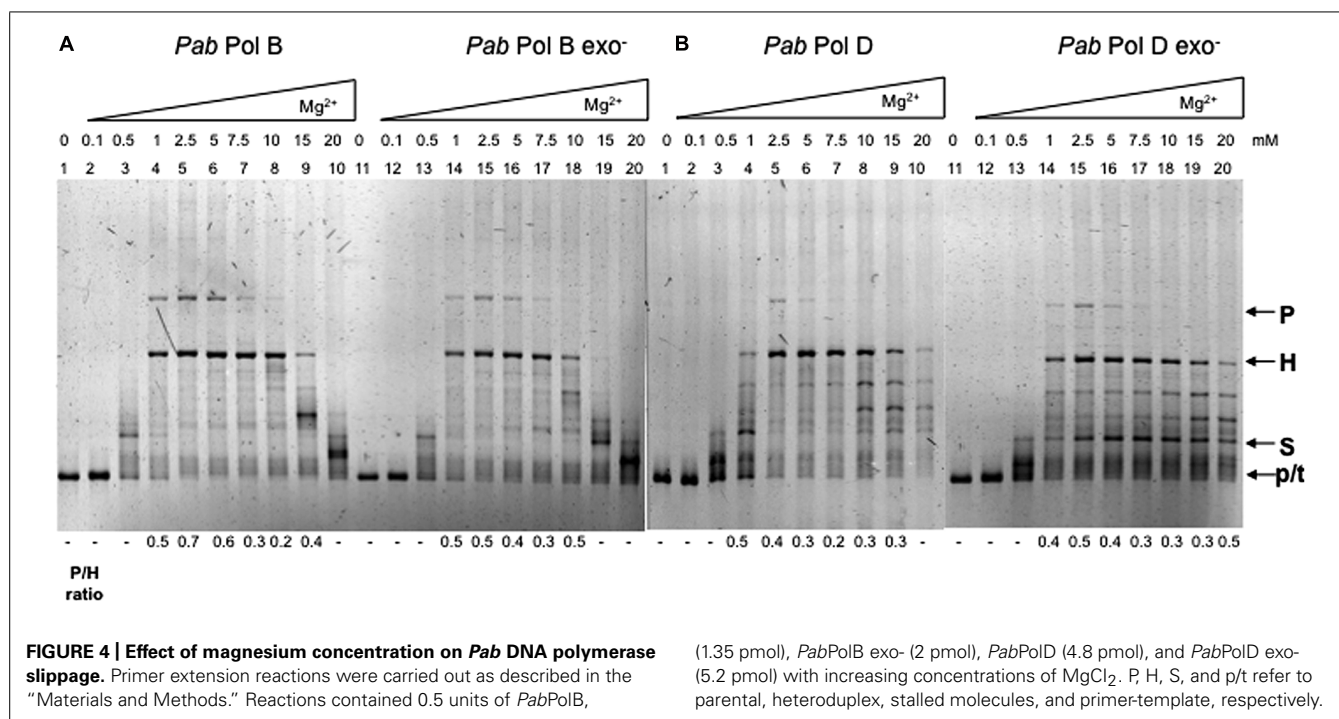 A
Pab Pol B
Pab Pol B exo-
B
Pab Pol D
Pab Pol D exo-
Mg2+
Mg2+
Mg2+
Mg2+
0 0.1 0.5 1 2.5 5 7.5 10 15 20 0 0.1 0.5 1 2.5 5 7.5 10 15 20 0 0.1 0.5 1 2.5 5 7.5 10 15 20 0 0.1 0.5 1 2.5 5 7.5 10 15 20 mM
1 2 3 4 5 6 7 8 9 10 11 12 13 14 15 16 17 18 19 20 1 2 3 4 5 6 7 8 9 10 11 12 13 14 15 16 17 18 19 20
P
H
S
p/t
- - - 0.5 0.7 0.6 0.3 0.2 0.4 - - - - 0.5 0.5 0.4 0.3 0.5 - - - - - 0.5 0.4 0.3 0.2 0.3 0.3 - - - - 0.4 0.5 0.4 0.3 0.3 0.3 0.5
P/H
ratio
FIGURE 4 | Effect of magnesium concentration on Pab DNA polymerase
slippage. Primer extension reactions were carried out as described in the
“Materials and Methods.” Reactions contained 0.5 units of PabPolB,
(1.35 pmol), PabPolB exo- (2 pmol), PabPolD (4.8 pmol), and PabPolD exo-
(5.2 pmol) with increasing concentrations of MgCl2. P, H, S, and p/t refer to
parental, heteroduplex, stalled molecules, and primer-template, respectively.